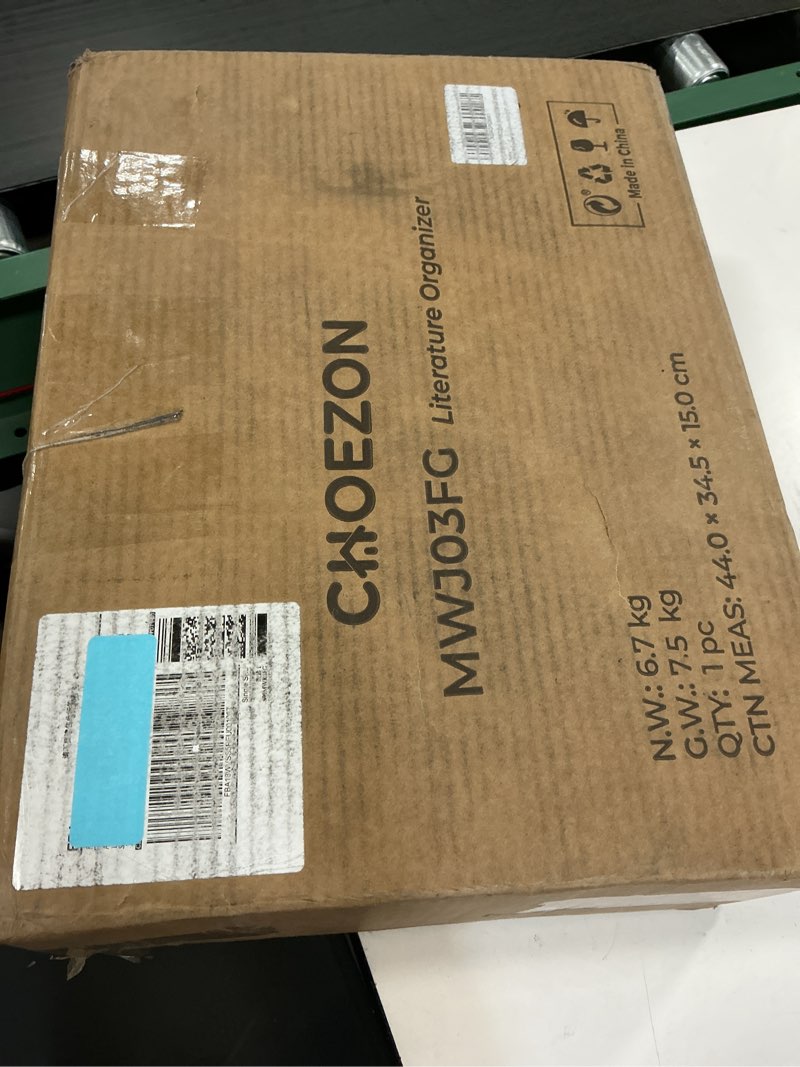 CHOEZON
MWJ03FG Literature Organizer
N.W.: 6.7 kg
G.W.: 7.5 kg
QTY: 1 pc
CTN MEAS: 44.0 × 34.5 × 15.0 cm
Made in China